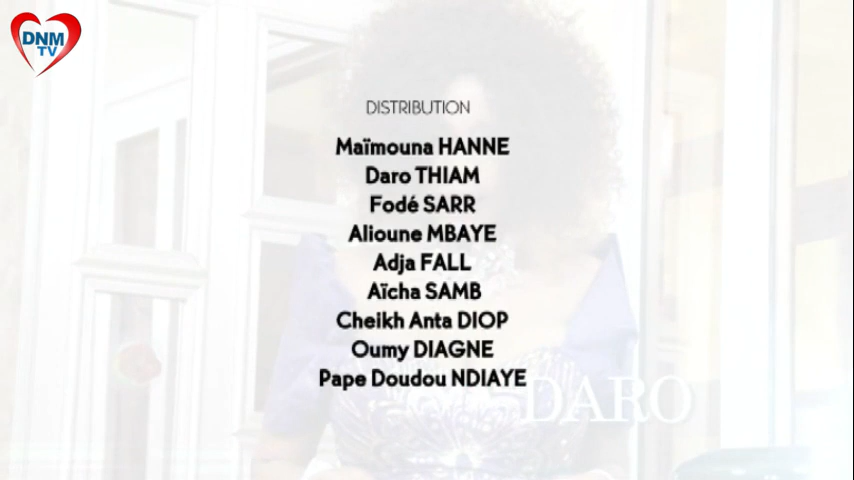 DNM
TV
DISTRIBUTION
Maïmouna HANNE
Daro THIAM
Fodé SARR
Alioune MBAYE
Adja FALL
Aïcha SAMB
Cheikh Anta DIOP
Oumy DIAGNE
Pape Doudou NDIAYE
DARO